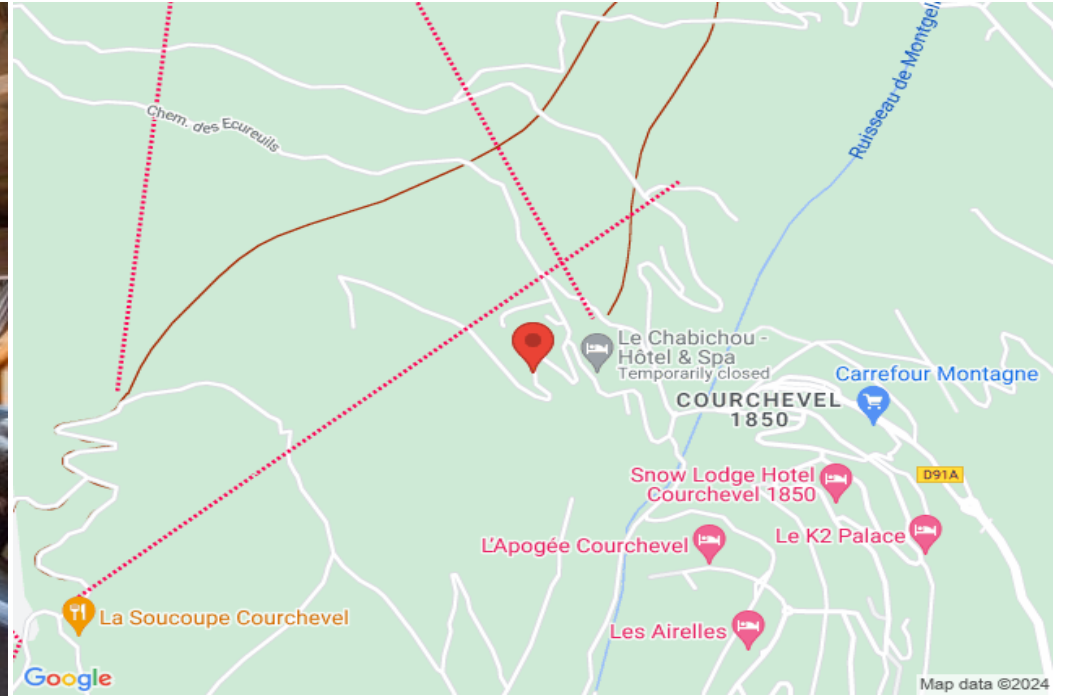 Ruisseau de Montgel
Chem. des Ecureuils
Le Chabichou -
Hôtel & Spa
Temporarily closed
Carrefour Montagne
COURCHEVEL
1850
D91A
Snow Lodge Hotel
Courchevel 1850
Le K2 Palace
L'Apogée Courchevel
La Soucoupe Courchevel
Les Airelles
Google
Map data ©2024